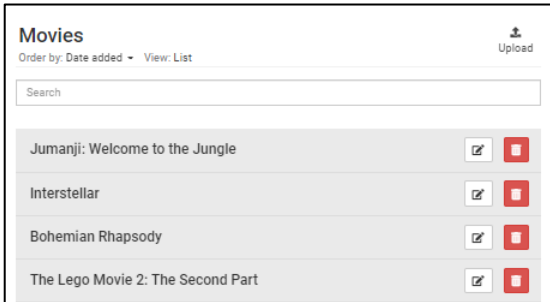 Movies
Upload
Order by: Date added View: List
Search
Jumanji: Welcome to the Jungle
Interstellar
Bohemian Rhapsody
The Lego Movie 2: The Second Part